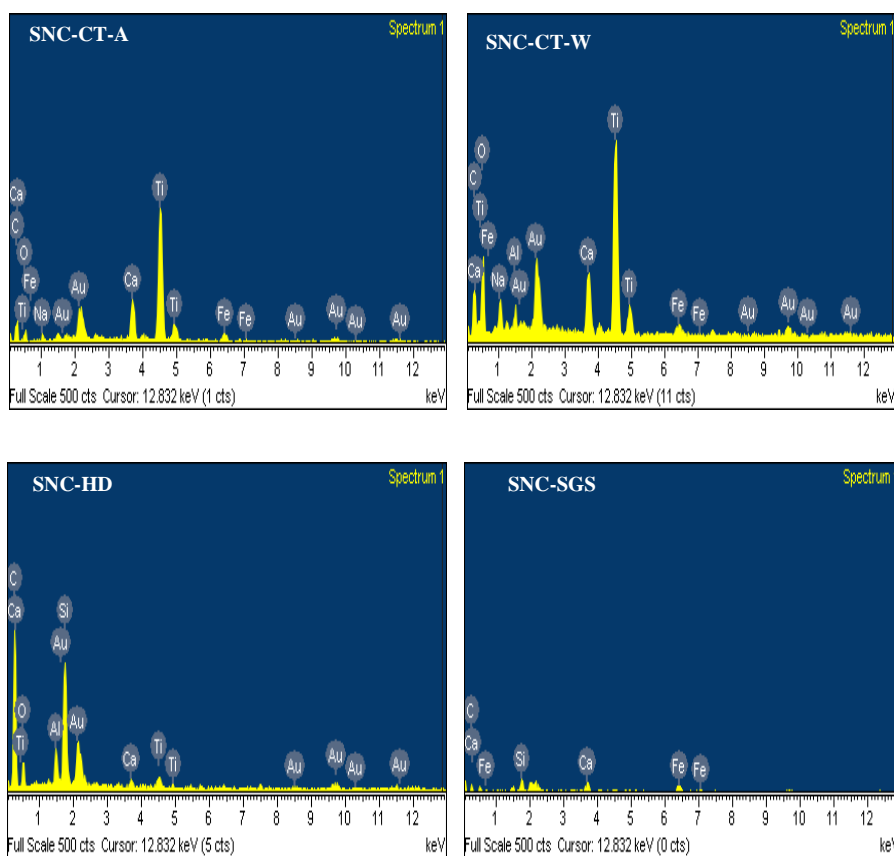 SNC-CT-A
Spectrum 1
Ca
C
O
Fe
Ti
Na
Au
Au
Ca
Ti
Ti
Fe
Fe
Au
Au
Au
Au
1 2 3 4 5 6 7 8 9 10 11 12
Full Scale 500 cts Cursor: 12.832 keV (1 cts)
keV
SNC-CT-W
Spectrum 1
O
C
Ti
Fe
Ca
Na
Al
Au
Au
Ca
Ti
Ti
Fe
Fe
Au
Au
Au
Au
1 2 3 4 5 6 7 8 9 10 11 12
Full Scale 500 cts Cursor: 12.832 keV (11 cts)
keV
SNC-HD
Spectrum 1
C
Ca
O
Ti
Al
Si
Au
Au
Ca
Ti
Ti
Au
Au
Au
Au
1 2 3 4 5 6 7 8 9 10 11 12
Full Scale 500 cts Cursor: 12.832 keV (5 cts)
keV
SNC-SGS
Spectrum
C
Ca
Fe
Si
Ca
Fe
Fe
1 2 3 4 5 6 7 8 9 10 11 12
Full Scale 500 cts Cursor: 12.832 keV (0 cts)
keV